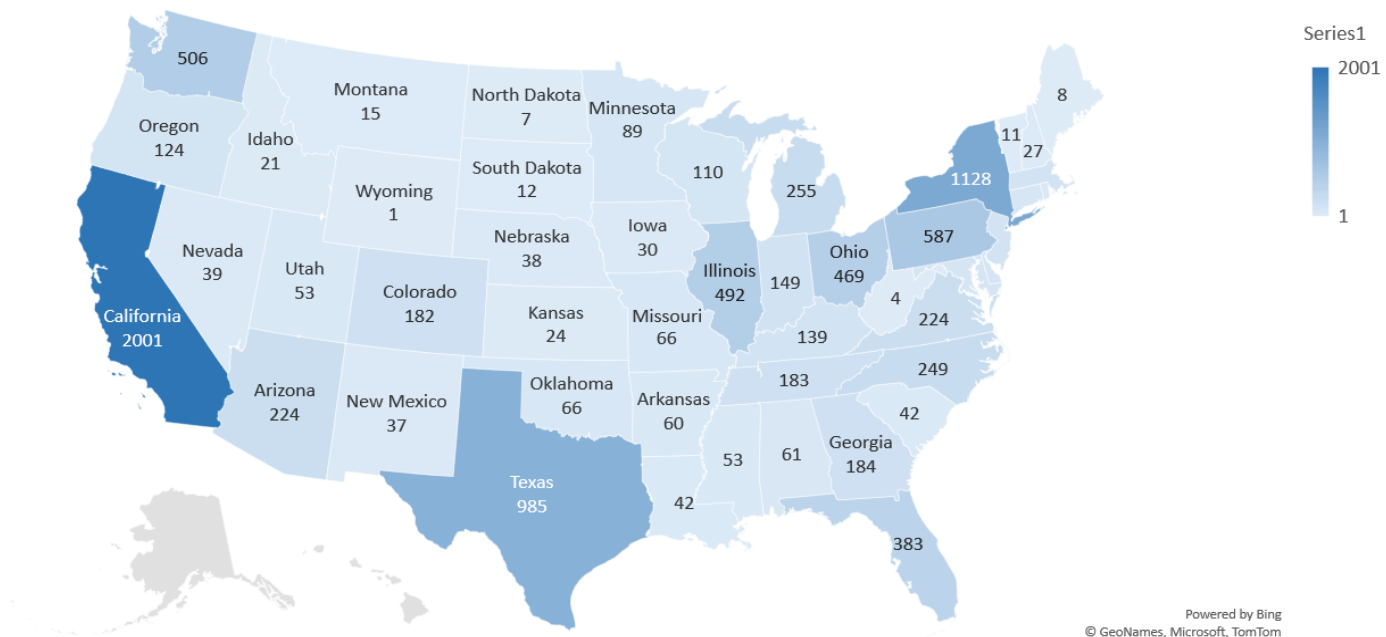 Series1
2001
1
506
Montana
15
North Dakota
7
Minnesota
89
8
Oregon
124
Idaho
21
11
27
South Dakota
12
110
255
1128
Wyoming
1
Nebraska
38
Iowa
30
587
Nevada
39
Utah
53
Colorado
182
Illinois
492
149
Ohio
469
4
224
California
2001
Kansas
24
Missouri
66
139
249
Arizona
224
New Mexico
37
Oklahoma
66
Arkansas
60
183
42
Texas
985
42
53
61
Georgia
184
383
Powered by Bing
© GeoNames, Microsoft, TomTom